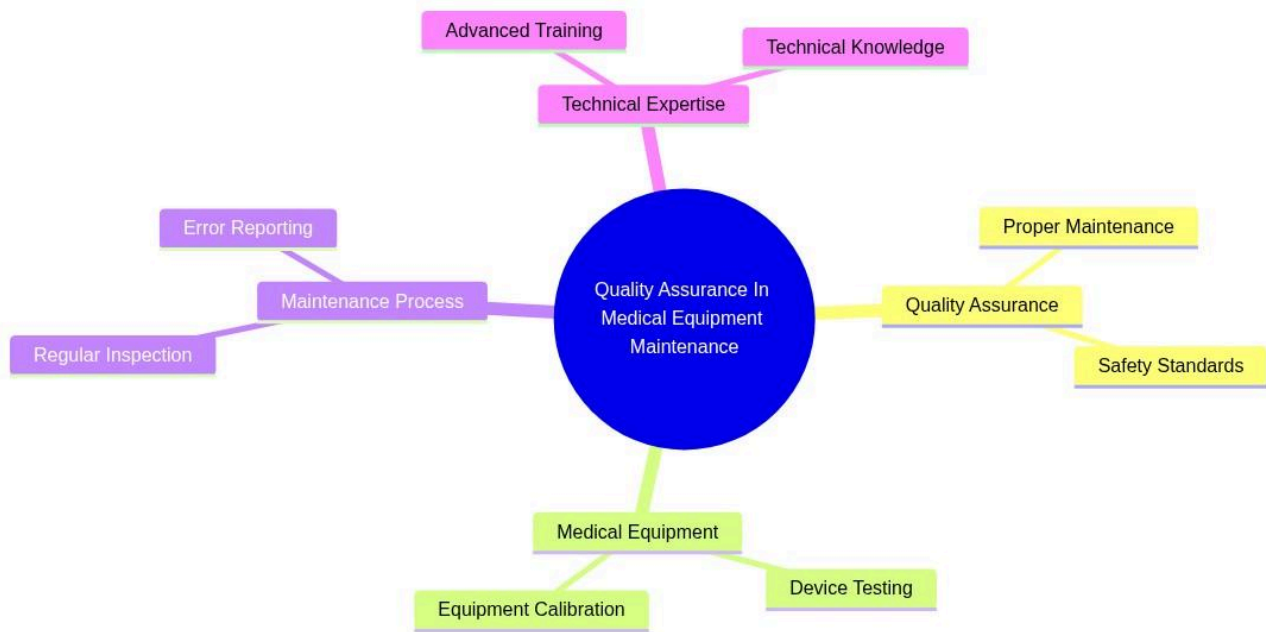 Advanced Training
Technical Knowledge
Technical Expertise
Error Reporting
Maintenance Process
Regular Inspection
Quality Assurance In
Medical Equipment
Maintenance
Proper Maintenance
Quality Assurance
Safety Standards
Medical Equipment
Device Testing
Equipment Calibration